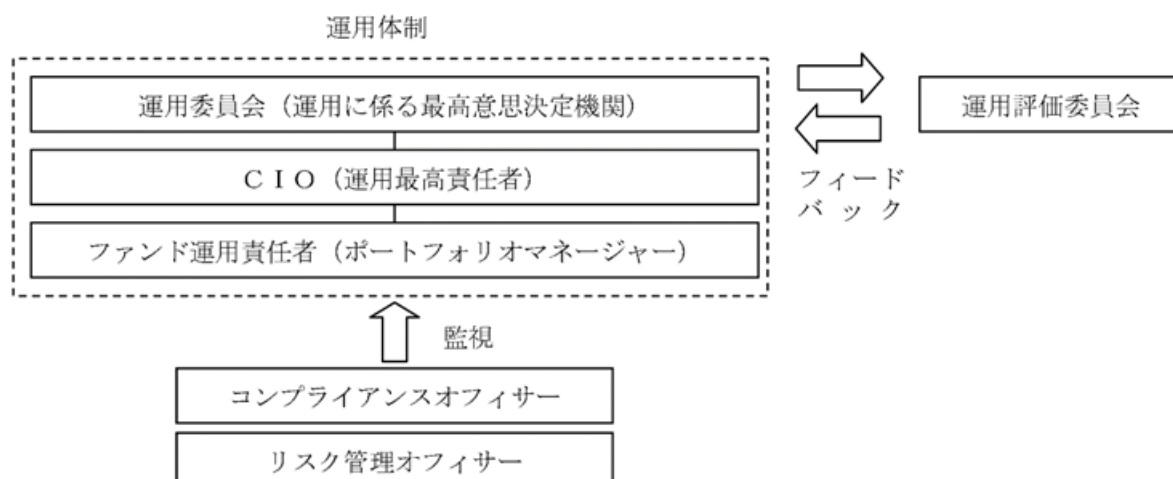 運用体制
運用委員会（運用に係る最高意思決定機関）
運用評価委員会
ＣＩＯ（運用最高責任者）
フィード
バック
ファンド運用責任者（ポートフォリオマネージャー）
監視
コンプライアンスオフィサー
リスク管理オフィサー